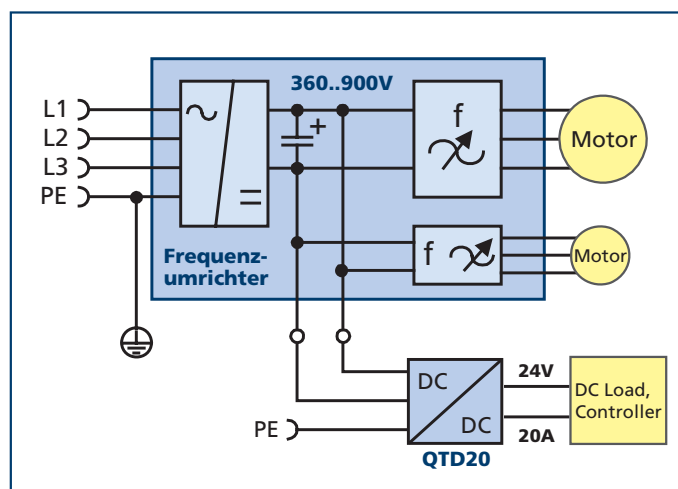 360..900V
L1
L2
L3
PE
+
f
Motor
Frequenz-
umrichter
f
Motor
DC
DC
24V
20A
DC Load,
Controller
PE
QTD20